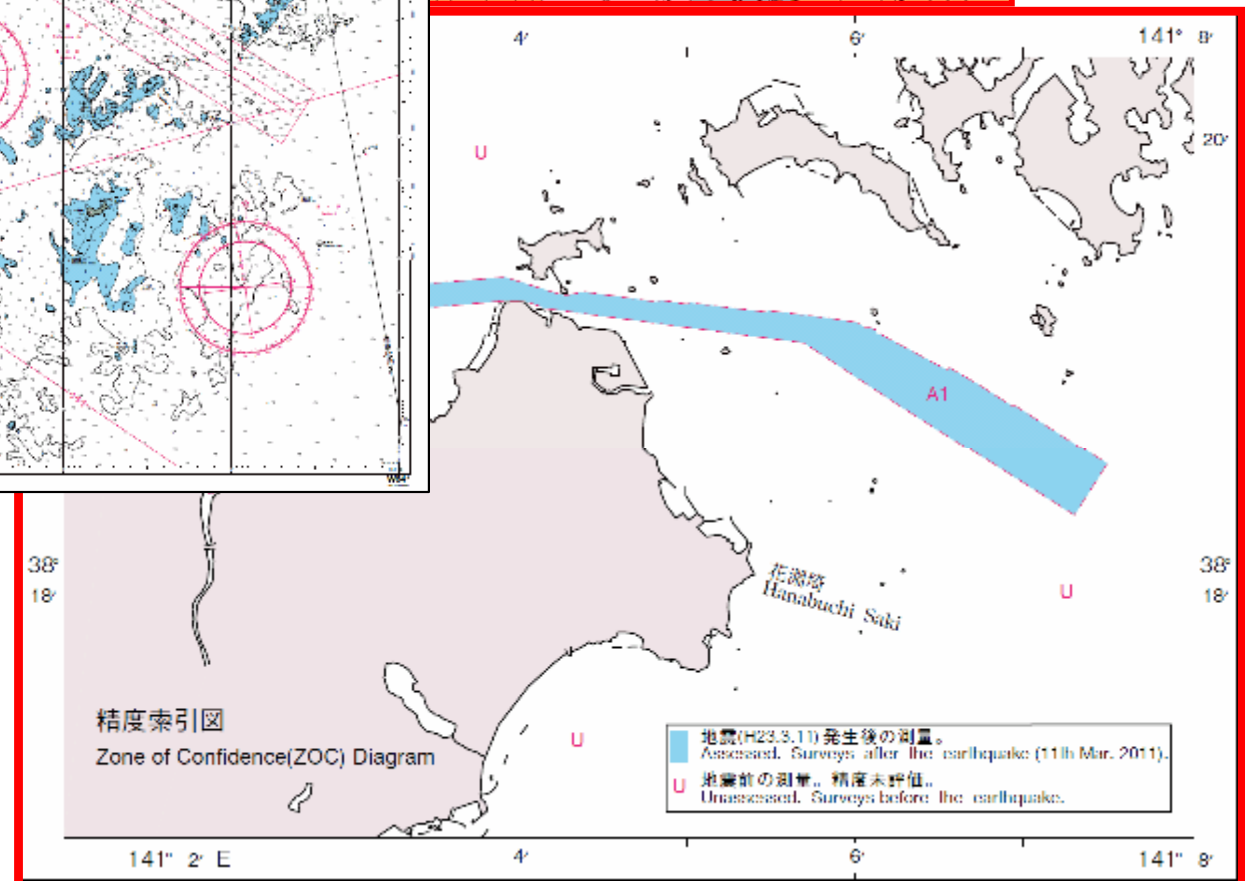 4′
6′
141° 8′
20′
U
A1
38°
18′
38°
18′
U
花淵埼
Hanabuchi Saki
精度索引図
Zone of Confidence(ZOC) Diagram
U
地震(H23.3.11)発生後の測量。
Assessed. Surveys after the earthquake (11th Mar. 2011).
U
地震前の測量。精度未評価。
Unassessed. Surveys before the earthquake.
141° 2′ E
4′
6′
141° 8′